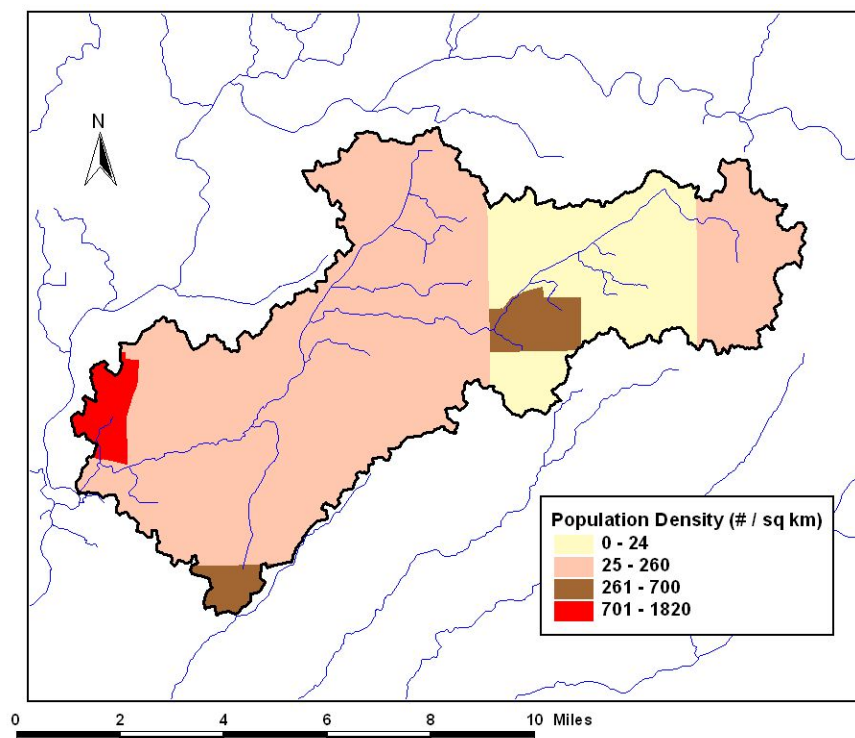 N
Population Density (# / sq km)
0 - 24
25 - 260
261 - 700
701 - 1820
0 2 4 6 8 10 Miles